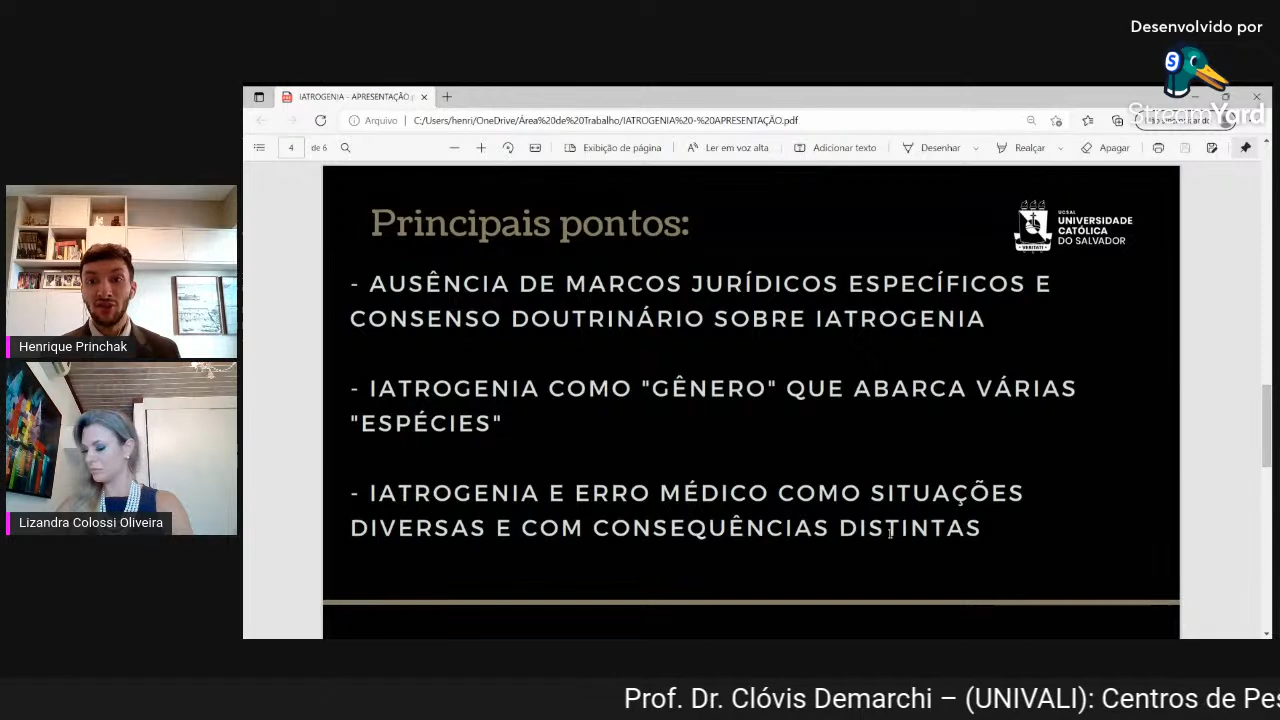 Desenvolvido por
StreamYard
IATROGENIA - APRESENTAÇÃO
Arquivo
C:/Users/henri/OneDrive/Área%20de%20Trabalho/IATROGENIA%20-%20APRESENTAÇÃO.pdf
4 de 6
Exibição de página
Ler em voz alta
Adicionar texto
Desenhar
Realçar
Apagar
Principais pontos:
UCSAL
UNIVERSIDADE
CATÓLICA
DO SALVADOR
VERITATI
- AUSÊNCIA DE MARCOS JURÍDICOS ESPECÍFICOS E
CONSENSO DOUTRINÁRIO SOBRE IATROGENIA
- IATROGENIA COMO "GÊNERO" QUE ABARCA VÁRIAS
"ESPÉCIES"
- IATROGENIA E ERRO MÉDICO COMO SITUAÇÕES
DIVERSAS E COM CONSEQUÊNCIAS DISTINTAS
Henrique Princhak
Lizandra Colossi Oliveira
Prof. Dr. Clóvis Demarchi – (UNIVALI): Centros de Pes